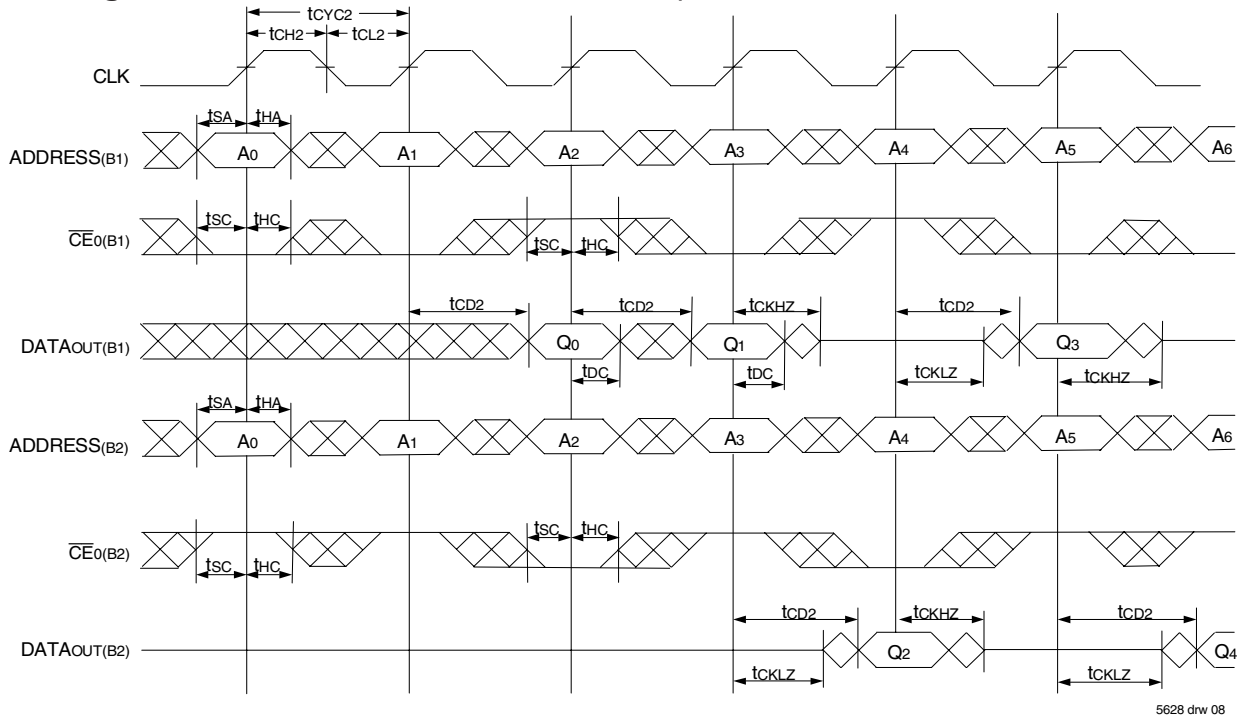 tCYC2
tCH2 tCL2
CLK
tSA tHA
ADDRESS(B1) A0 A1 A2 A3 A4 A5 A6
tSC tHC
CE0(B1)
tSC tHC
tCD2 tCD2 tCKHZ tCD2
DATAOUT(B1) Q0 Q1 Q3
tDC tDC tCKLZ tCKHZ
tSA tHA
ADDRESS(B2) A0 A1 A2 A3 A4 A5 A6
tSC tHC
CE0(B2)
tSC tHC
tCD2 tCKHZ tCD2
DATAOUT(B2) Q2 Q4
tCKLZ tCKLZ
5628 drw 08